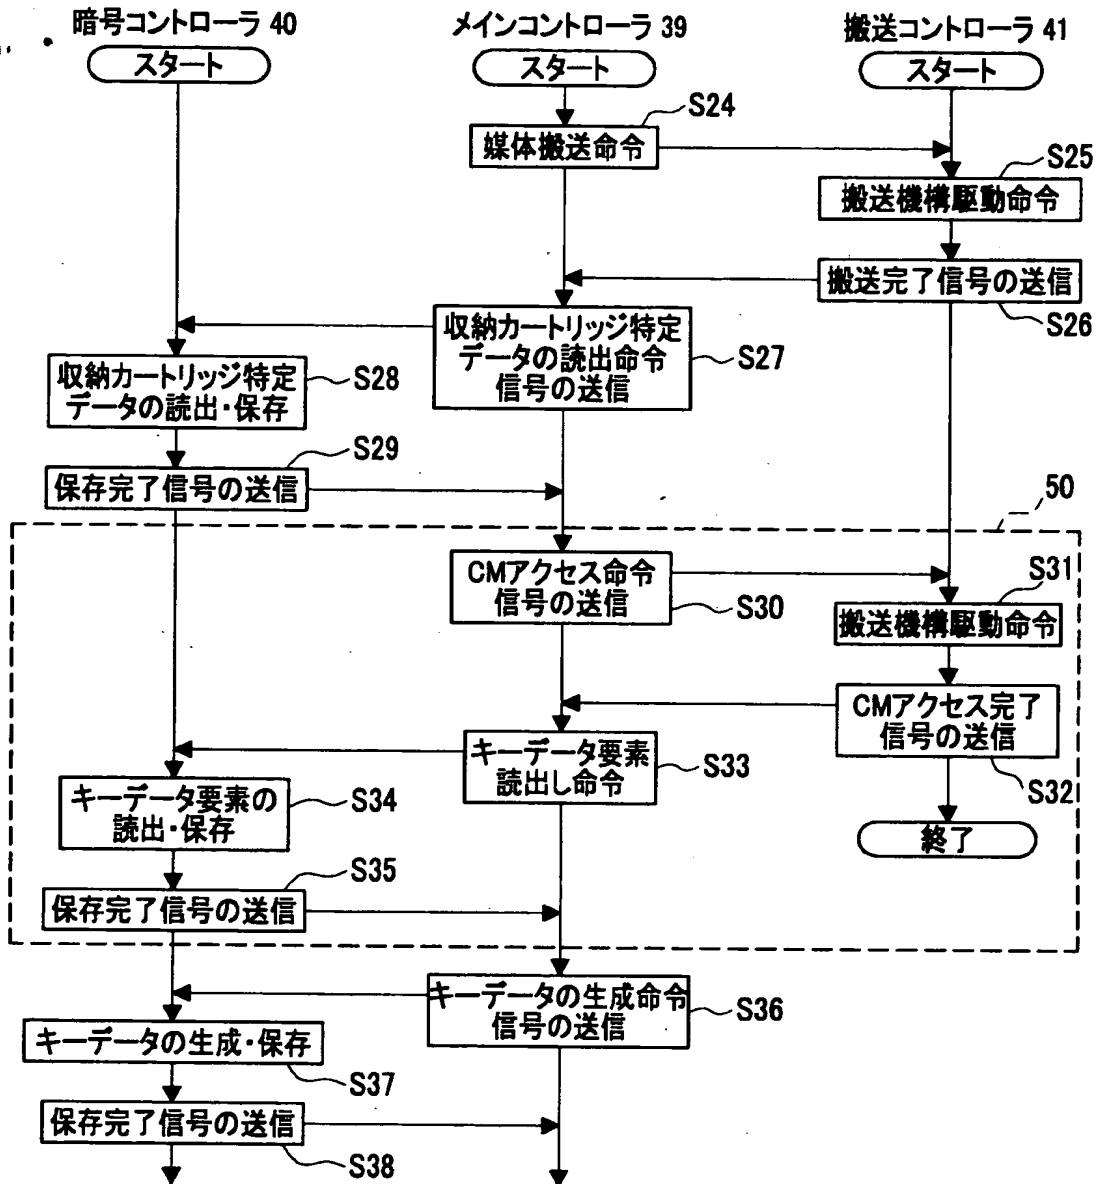 暗号コントローラ 40
メインコントローラ 39
搬送コントローラ 41
スタート
スタート
スタート
S24
媒体搬送命令
S25
搬送機構駆動命令
搬送完了信号の送信
S26
収納カートリッジ特定
データの読出命令
信号の送信
S27
収納カートリッジ特定
データの読出・保存
S28
S29
保存完了信号の送信
50
CMアクセス命令
信号の送信
S30
S31
搬送機構駆動命令
CMアクセス完了
信号の送信
S32
キーデータ要素
読出し命令
S33
キーデータ要素の
読出・保存
S34
終了
S35
保存完了信号の送信
キーデータの生成命令
信号の送信
S36
キーデータの生成・保存
S37
保存完了信号の送信
S38